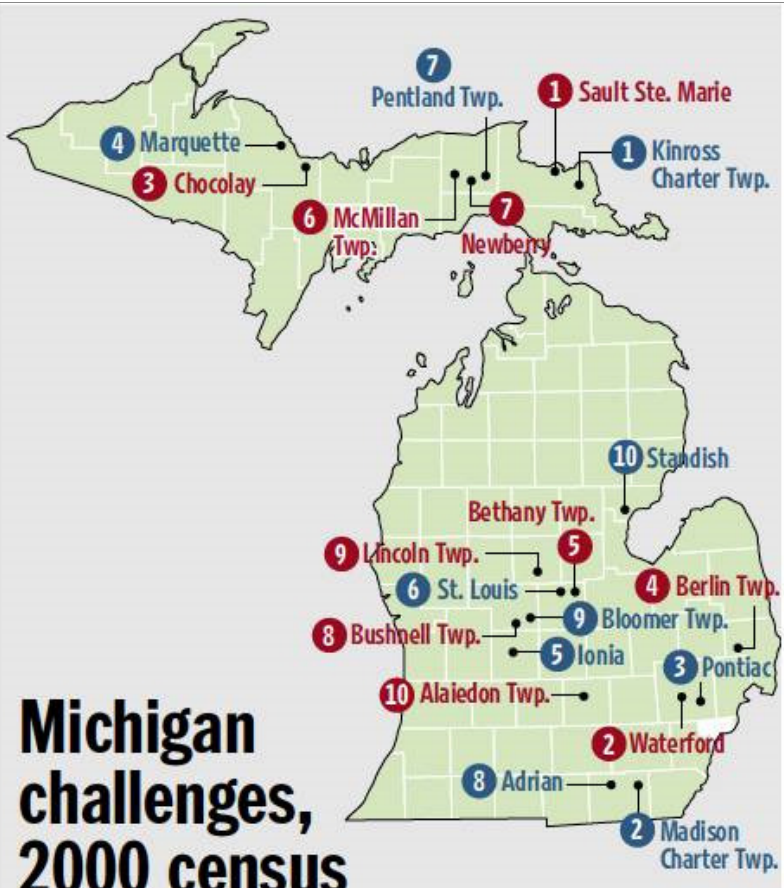 7
Pentland Twp.
1 Sault Ste. Marie
4 Marquette
1 Kinross
Charter Twp.
3 Chocolay
6 McMillan
Twp.
7
Newberry
10 Standish
Bethany Twp.
5
9 Lincoln Twp.
6 St. Louis
4 Berlin Twp.
9 Bloomer Twp.
8 Bushnell Twp.
5 Ionia
3 Pontiac
10 Alaiedon Twp.
2 Waterford
8 Adrian
2 Madison
Charter Twp.
Michigan
challenges,
2000 census